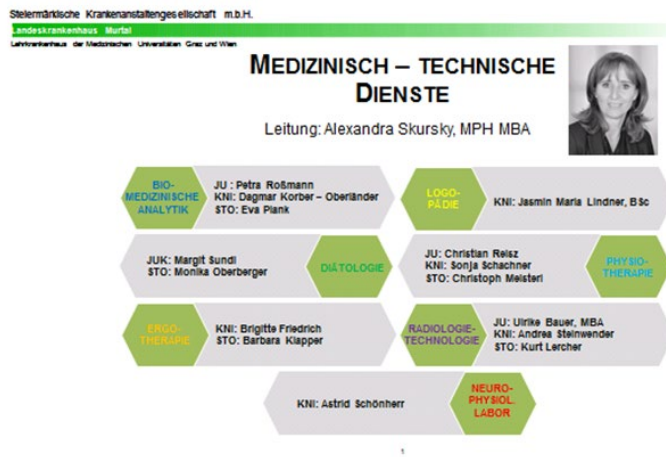 Steiermärkische Krankenanstaltengesellschaft m.b.H.
Landeskrankenhaus Murtal
Lehrkrankenhaus der Medizinischen Universitäten Graz und Wien
MEDIZINISCH – TECHNISCHE
DIENSTE
Leitung: Alexandra Skursky, MPH MBA
BIO-
MEDIZINISCHE
ANALYTIK
JU : Petra Roßmann
KNI: Dagmar Korber – Oberländer
STO: Eva Plank
LOGO-
PÄDIE
KNI: Jasmin Maria Lindner, BSc
JUK: Margit Sundl
STO: Monika Oberberger
DIÄTOLOGIE
JU: Christian Reisz
KNI: Sonja Schachner
STO: Christoph Meisterl
PHYSIO-
THERAPIE
ERGO-
THERAPIE
KNI: Brigitte Friedrich
STO: Barbara Klapper
RADIOLOGIE-
TECHNOLOGIE
JU: Ulrike Bauer, MBA
KNI: Andrea Steinwender
STO: Kurt Lercher
KNI: Astrid Schönherr
NEURO-
PHYSIOL.
LABOR
1